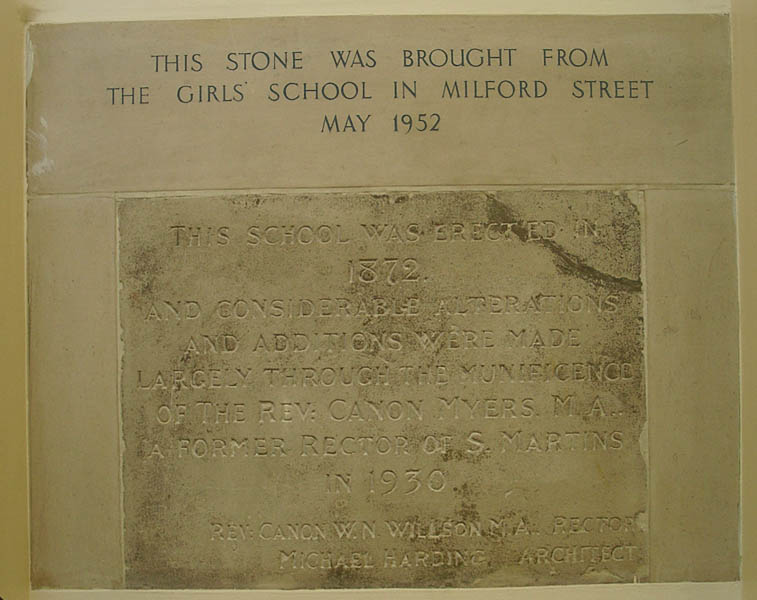 THIS STONE WAS BROUGHT FROM
THE GIRLS' SCHOOL IN MILFORD STREET
MAY 1952
THIS SCHOOL WAS ERECTED IN
1872.
AND CONSIDERABLE ALTERATIONS
AND ADDITIONS WERE MADE
LARGELY THROUGH THE MUNIFICENCE
OF THE REV: CANON MYERS. M.A.,
A FORMER RECTOR OF S. MARTINS
IN 1930
REV: CANON W.N. WILLSON M.A., RECTOR
MICHAEL HARDING ARCHITECT